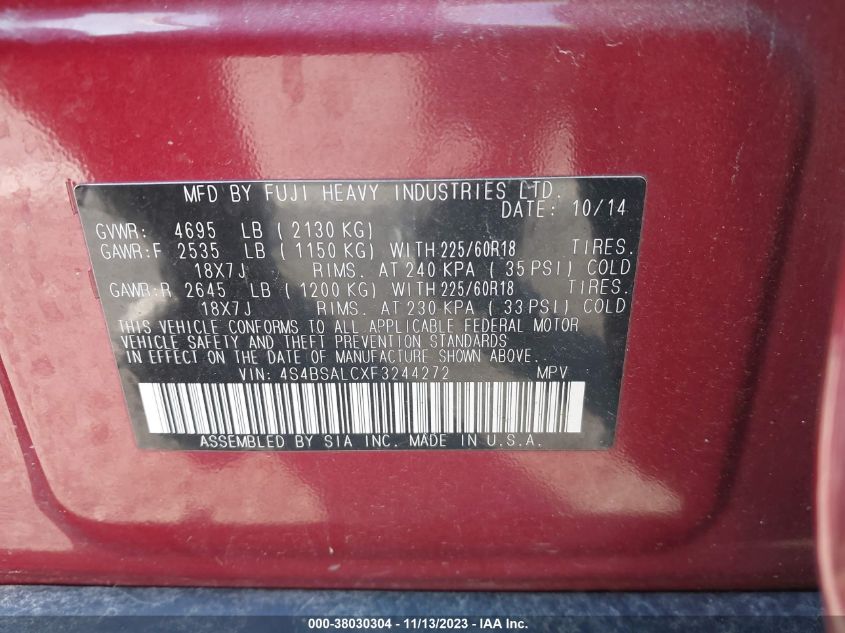 MFD BY FUJI HEAVY INDUSTRIES LTD.
DATE: 10/14
GVWR: 4695 LB ( 2130 KG)
GAWR:F 2535 LB ( 1150 KG) WITH 225/60R18 TIRES.
18X7J RIMS. AT 240 KPA ( 35 PSI) COLD
GAWR:R 2645 LB ( 1200 KG) WITH 225/60R18 TIRES.
18X7J RIMS. AT 230 KPA ( 33 PSI) COLD
THIS VEHICLE CONFORMS TO ALL APPLICABLE FEDERAL MOTOR
VEHICLE SAFETY AND THEFT PREVENTION STANDARDS
IN EFFECT ON THE DATE OF MANUFACTURE SHOWN ABOVE.
VIN: 4S4BSALCXF3244272 MPV
ASSEMBLED BY SIA INC. MADE IN U.S.A.
000-38030304 - 11/13/2023 - IAA Inc.